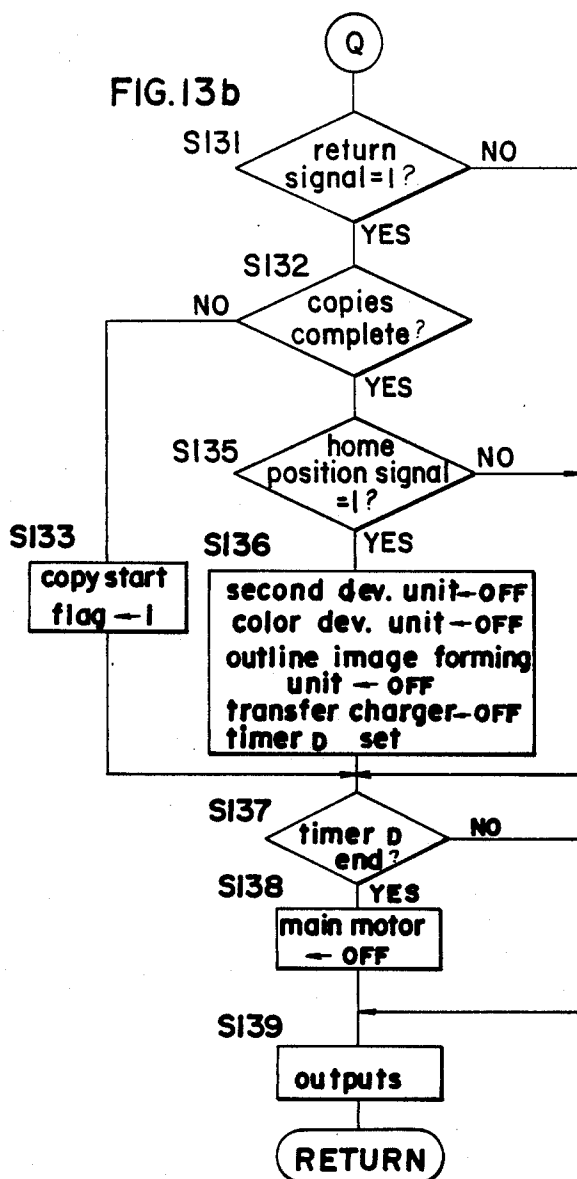 Q
FIG.13b
S131
return
signal=1?
NO
YES
S132
NO
copies
complete?
YES
S135
home
position signal
=1?
NO
YES
S133
copy start
flag ← 1
S136
second dev. unit←OFF
color dev. unit←OFF
outline image forming
unit ← OFF
transfer charger←OFF
timer D set
S137
timer D
end?
NO
YES
S138
main motor
← OFF
S139
outputs
RETURN